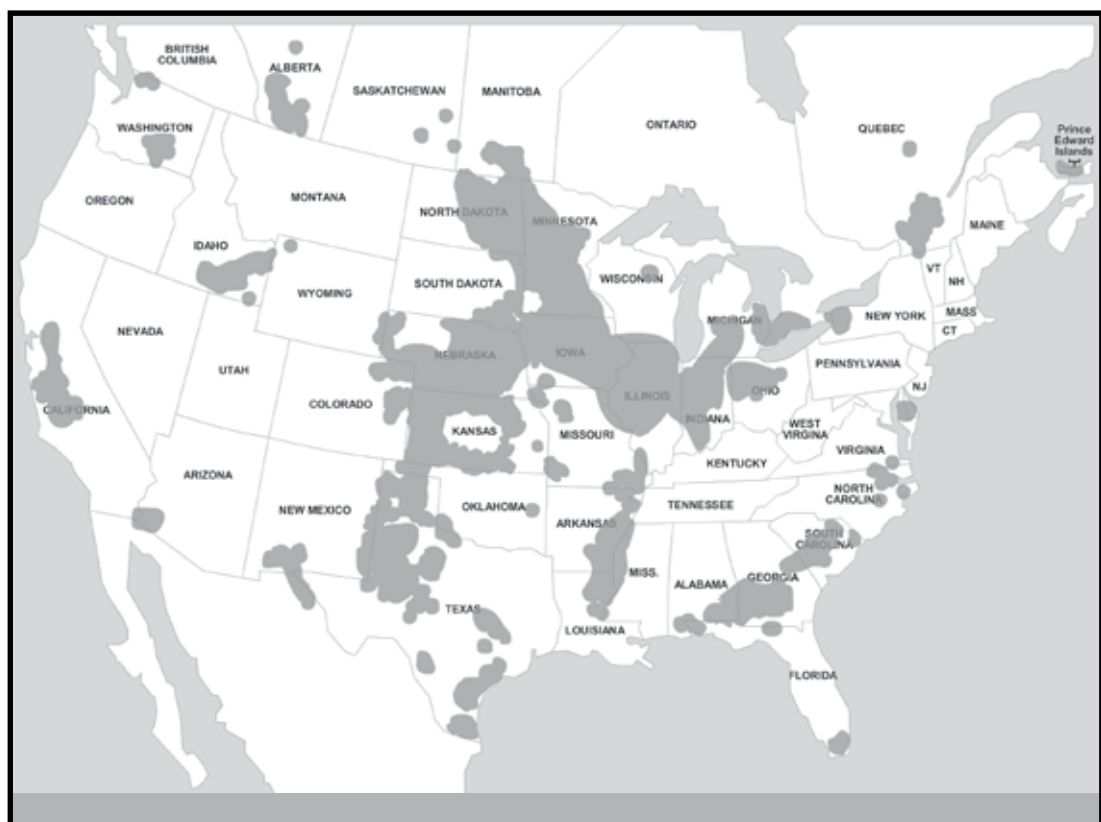 BRITISH
COLUMBIA
ALBERTA
SASKATCHEWAN
MANITOBA
ONTARIO
QUEBEC
Prince
Edward
Islands
WASHINGTON
OREGON
MONTANA
NORTH DAKOTA
MINNESOTA
MAINE
IDAHO
WYOMING
SOUTH DAKOTA
WISCONSIN
VT
NH
MICHIGAN
NEW YORK
MASS
CT
NEVADA
UTAH
COLORADO
NEBRASKA
IOWA
PENNSYLVANIA
NJ
CALIFORNIA
KANSAS
MISSOURI
ILLINOIS
INDIANA
OHIO
WEST
VIRGINA
VIRGINIA
KENTUCKY
ARIZONA
NEW MEXICO
OKLAHOMA
ARKANSAS
TENNESSEE
NORTH
CAROLINA
SOUTH
CAROLINA
TEXAS
LOUISIANA
MISS.
ALABAMA
GEORGIA
FLORIDA